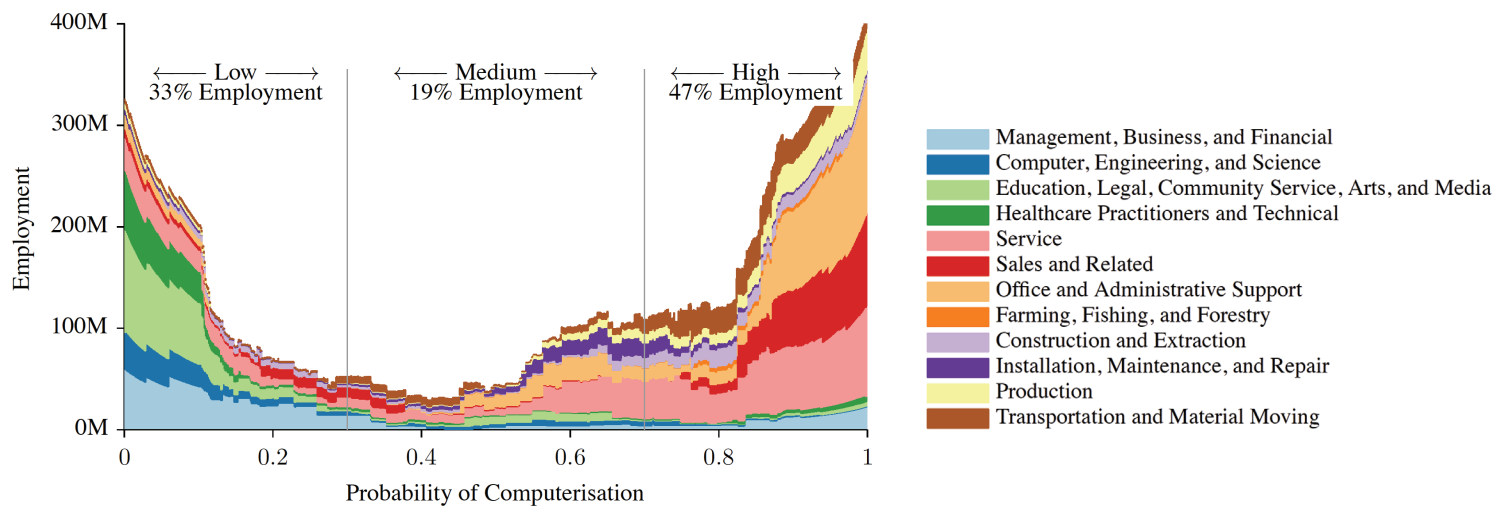 400M
300M
200M
100M
0M
Employment
0
0.2
0.4
0.6
0.8
1
Probability of Computerisation
Low
33% Employment
Medium
19% Employment
High
47% Employment
Management, Business, and Financial
Computer, Engineering, and Science
Education, Legal, Community Service, Arts, and Media
Healthcare Practitioners and Technical
Service
Sales and Related
Office and Administrative Support
Farming, Fishing, and Forestry
Construction and Extraction
Installation, Maintenance, and Repair
Production
Transportation and Material Moving